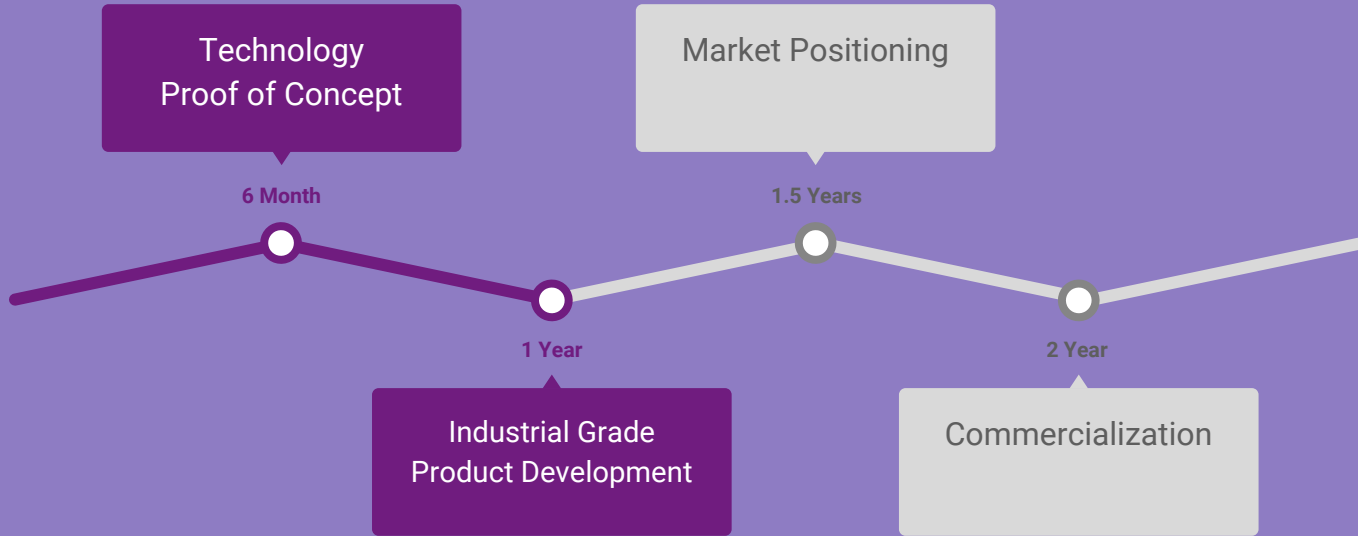 Technology
Proof of Concept
6 Month
1 Year
Industrial Grade
Product Development
Market Positioning
1.5 Years
2 Year
Commercialization